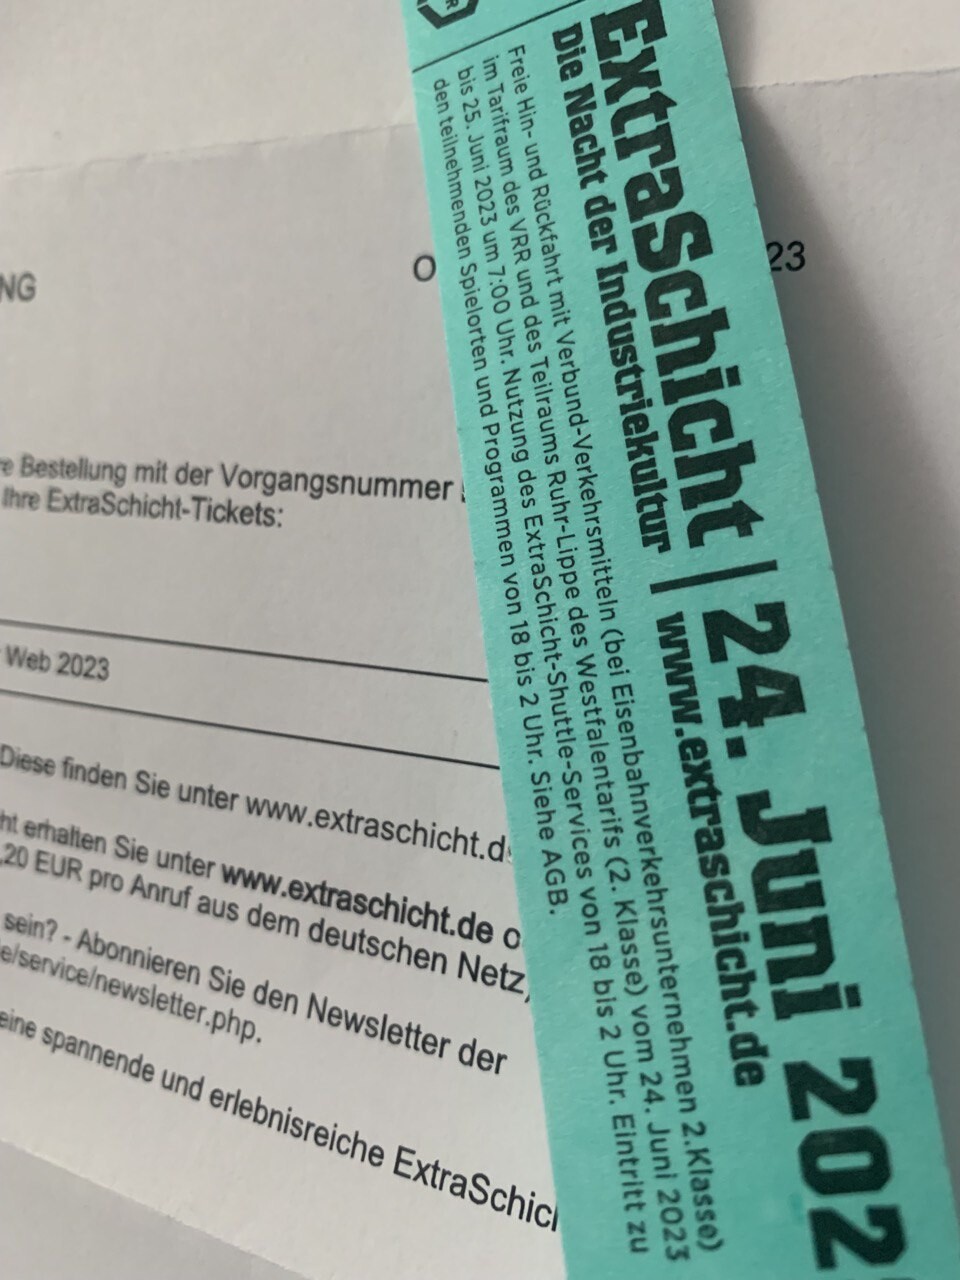 ExtraSchicht | 24. Juni 202
Die Nacht der Industriekultur | www.extraschicht.de
Freie Hin- und Rückfahrt mit Verbund-Verkehrsmitteln (bei Eisenbahnverkehrsunternehmen 2.Klasse)
im Tarifraum des VRR und des Teilraums Ruhr-Lippe des Westfalentarifs (2. Klasse) vom 24. Juni 2023
bis 25. Juni 2023 um 7:00 Uhr. Nutzung des ExtraSchicht-Shuttle-Services von 18 bis 2 Uhr. Eintritt zu
den teilnehmenden Spielorten und Programmen von 18 bis 2 Uhr. Siehe AGB.
R
NG
O 23
e Bestellung mit der Vorgangsnummer
Ihre ExtraSchicht-Tickets:
Web 2023
Diese finden Sie unter www.extraschicht.d
ht erhalten Sie unter www.extraschicht.de o
,20 EUR pro Anruf aus dem deutschen Netz,
sein? - Abonnieren Sie den Newsletter der
e/service/newsletter.php.
eine spannende und erlebnisreiche ExtraSchic